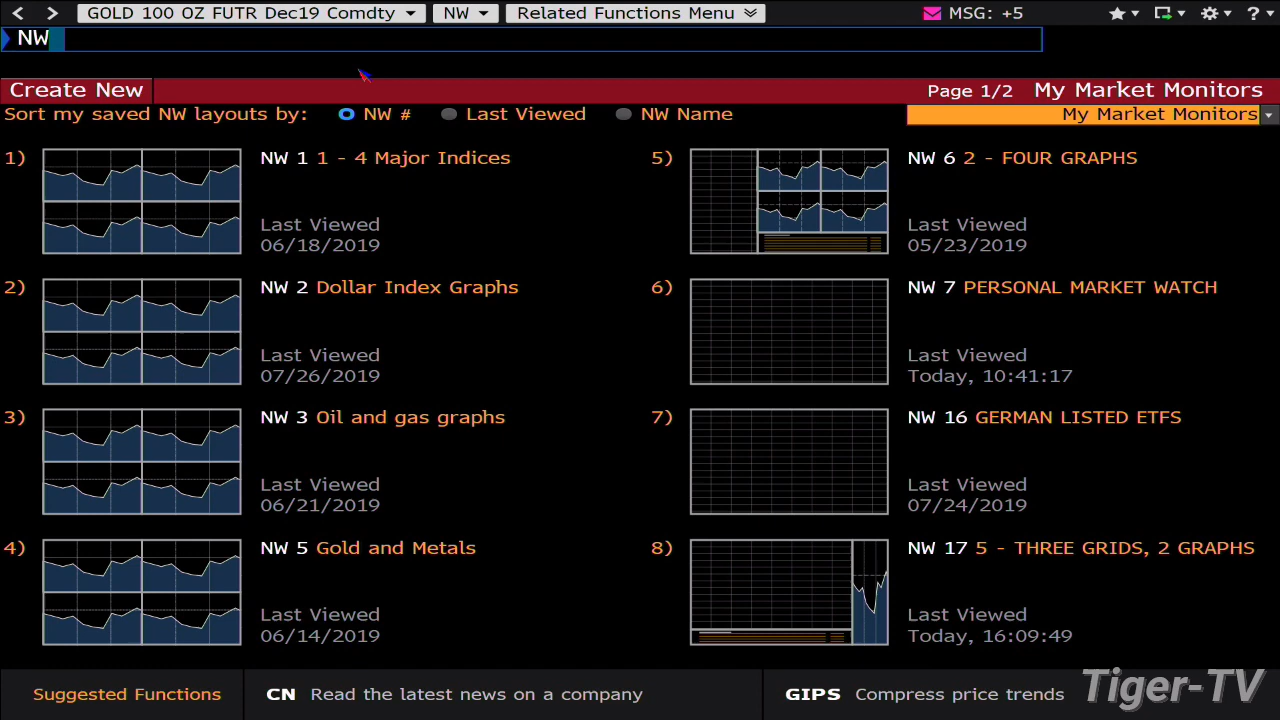 GOLD 100 OZ FUTR Dec19 Comdty NW Related Functions Menu MSG: +5 ?
NW
Create New Page 1/2 My Market Monitors
Sort my saved NW layouts by: NW # Last Viewed NW Name My Market Monitors
1) NW 1 1 - 4 Major Indices
Last Viewed
06/18/2019
2) NW 2 Dollar Index Graphs
Last Viewed
07/26/2019
3) NW 3 Oil and gas graphs
Last Viewed
06/21/2019
4) NW 5 Gold and Metals
Last Viewed
06/14/2019
5) NW 6 2 - FOUR GRAPHS
Last Viewed
05/23/2019
6) NW 7 PERSONAL MARKET WATCH
Last Viewed
Today, 10:41:17
7) NW 16 GERMAN LISTED ETFS
Last Viewed
07/24/2019
8) NW 17 5 - THREE GRIDS, 2 GRAPHS
Last Viewed
Today, 16:09:49
Suggested Functions CN Read the latest news on a company GIPS Compress price trends
Tiger-TV